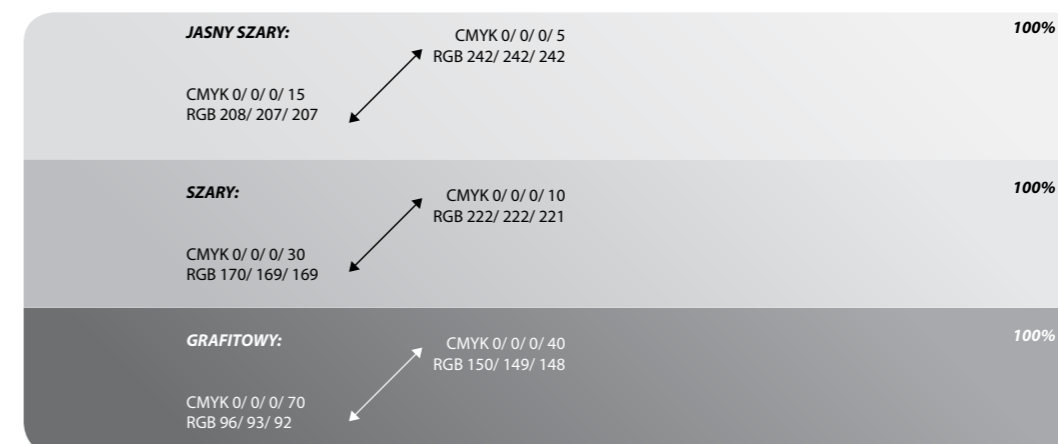 JASNY SZARY:
CMYK 0/ 0/ 0/ 5
RGB 242/ 242/ 242
100%
CMYK 0/ 0/ 0/ 15
RGB 208/ 207/ 207
SZARY:
CMYK 0/ 0/ 0/ 10
RGB 222/ 222/ 221
100%
CMYK 0/ 0/ 0/ 30
RGB 170/ 169/ 169
GRAFITOWY:
CMYK 0/ 0/ 0/ 40
RGB 150/ 149/ 148
100%
CMYK 0/ 0/ 0/ 70
RGB 96/ 93/ 92